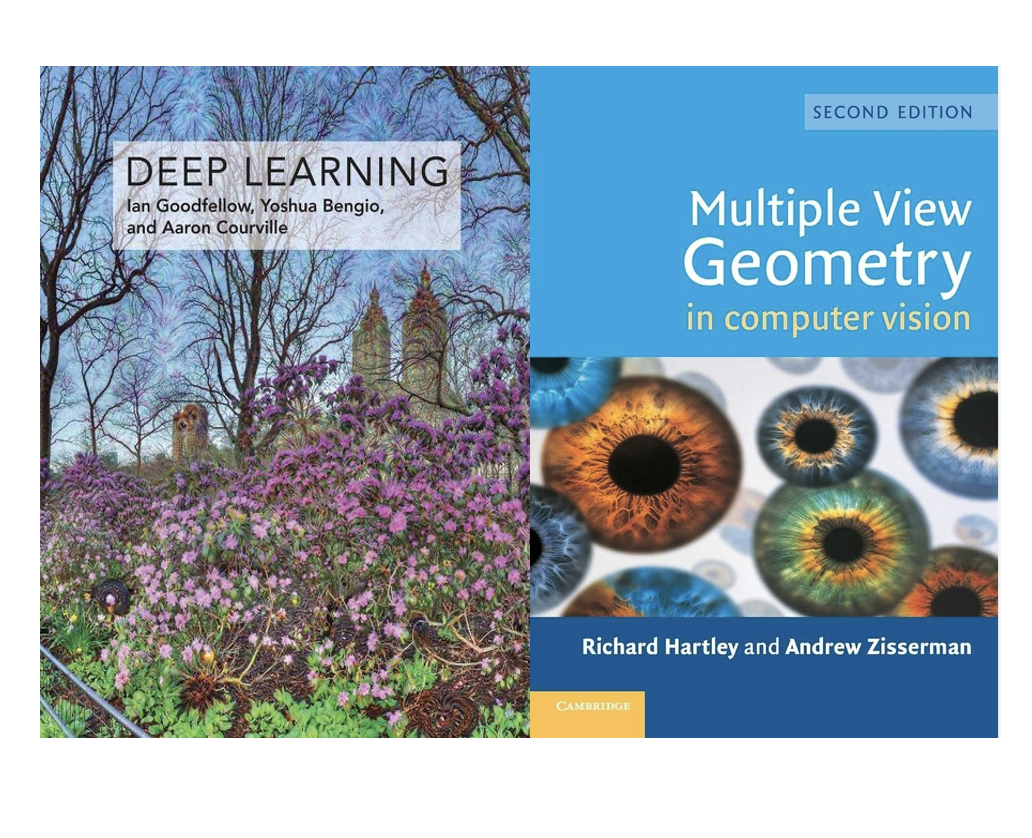 DEEP LEARNING
Ian Goodfellow, Yoshua Bengio,
and Aaron Courville
SECOND EDITION
Multiple View
Geometry
in computer vision
Richard Hartley and Andrew Zisserman
CAMBRIDGE